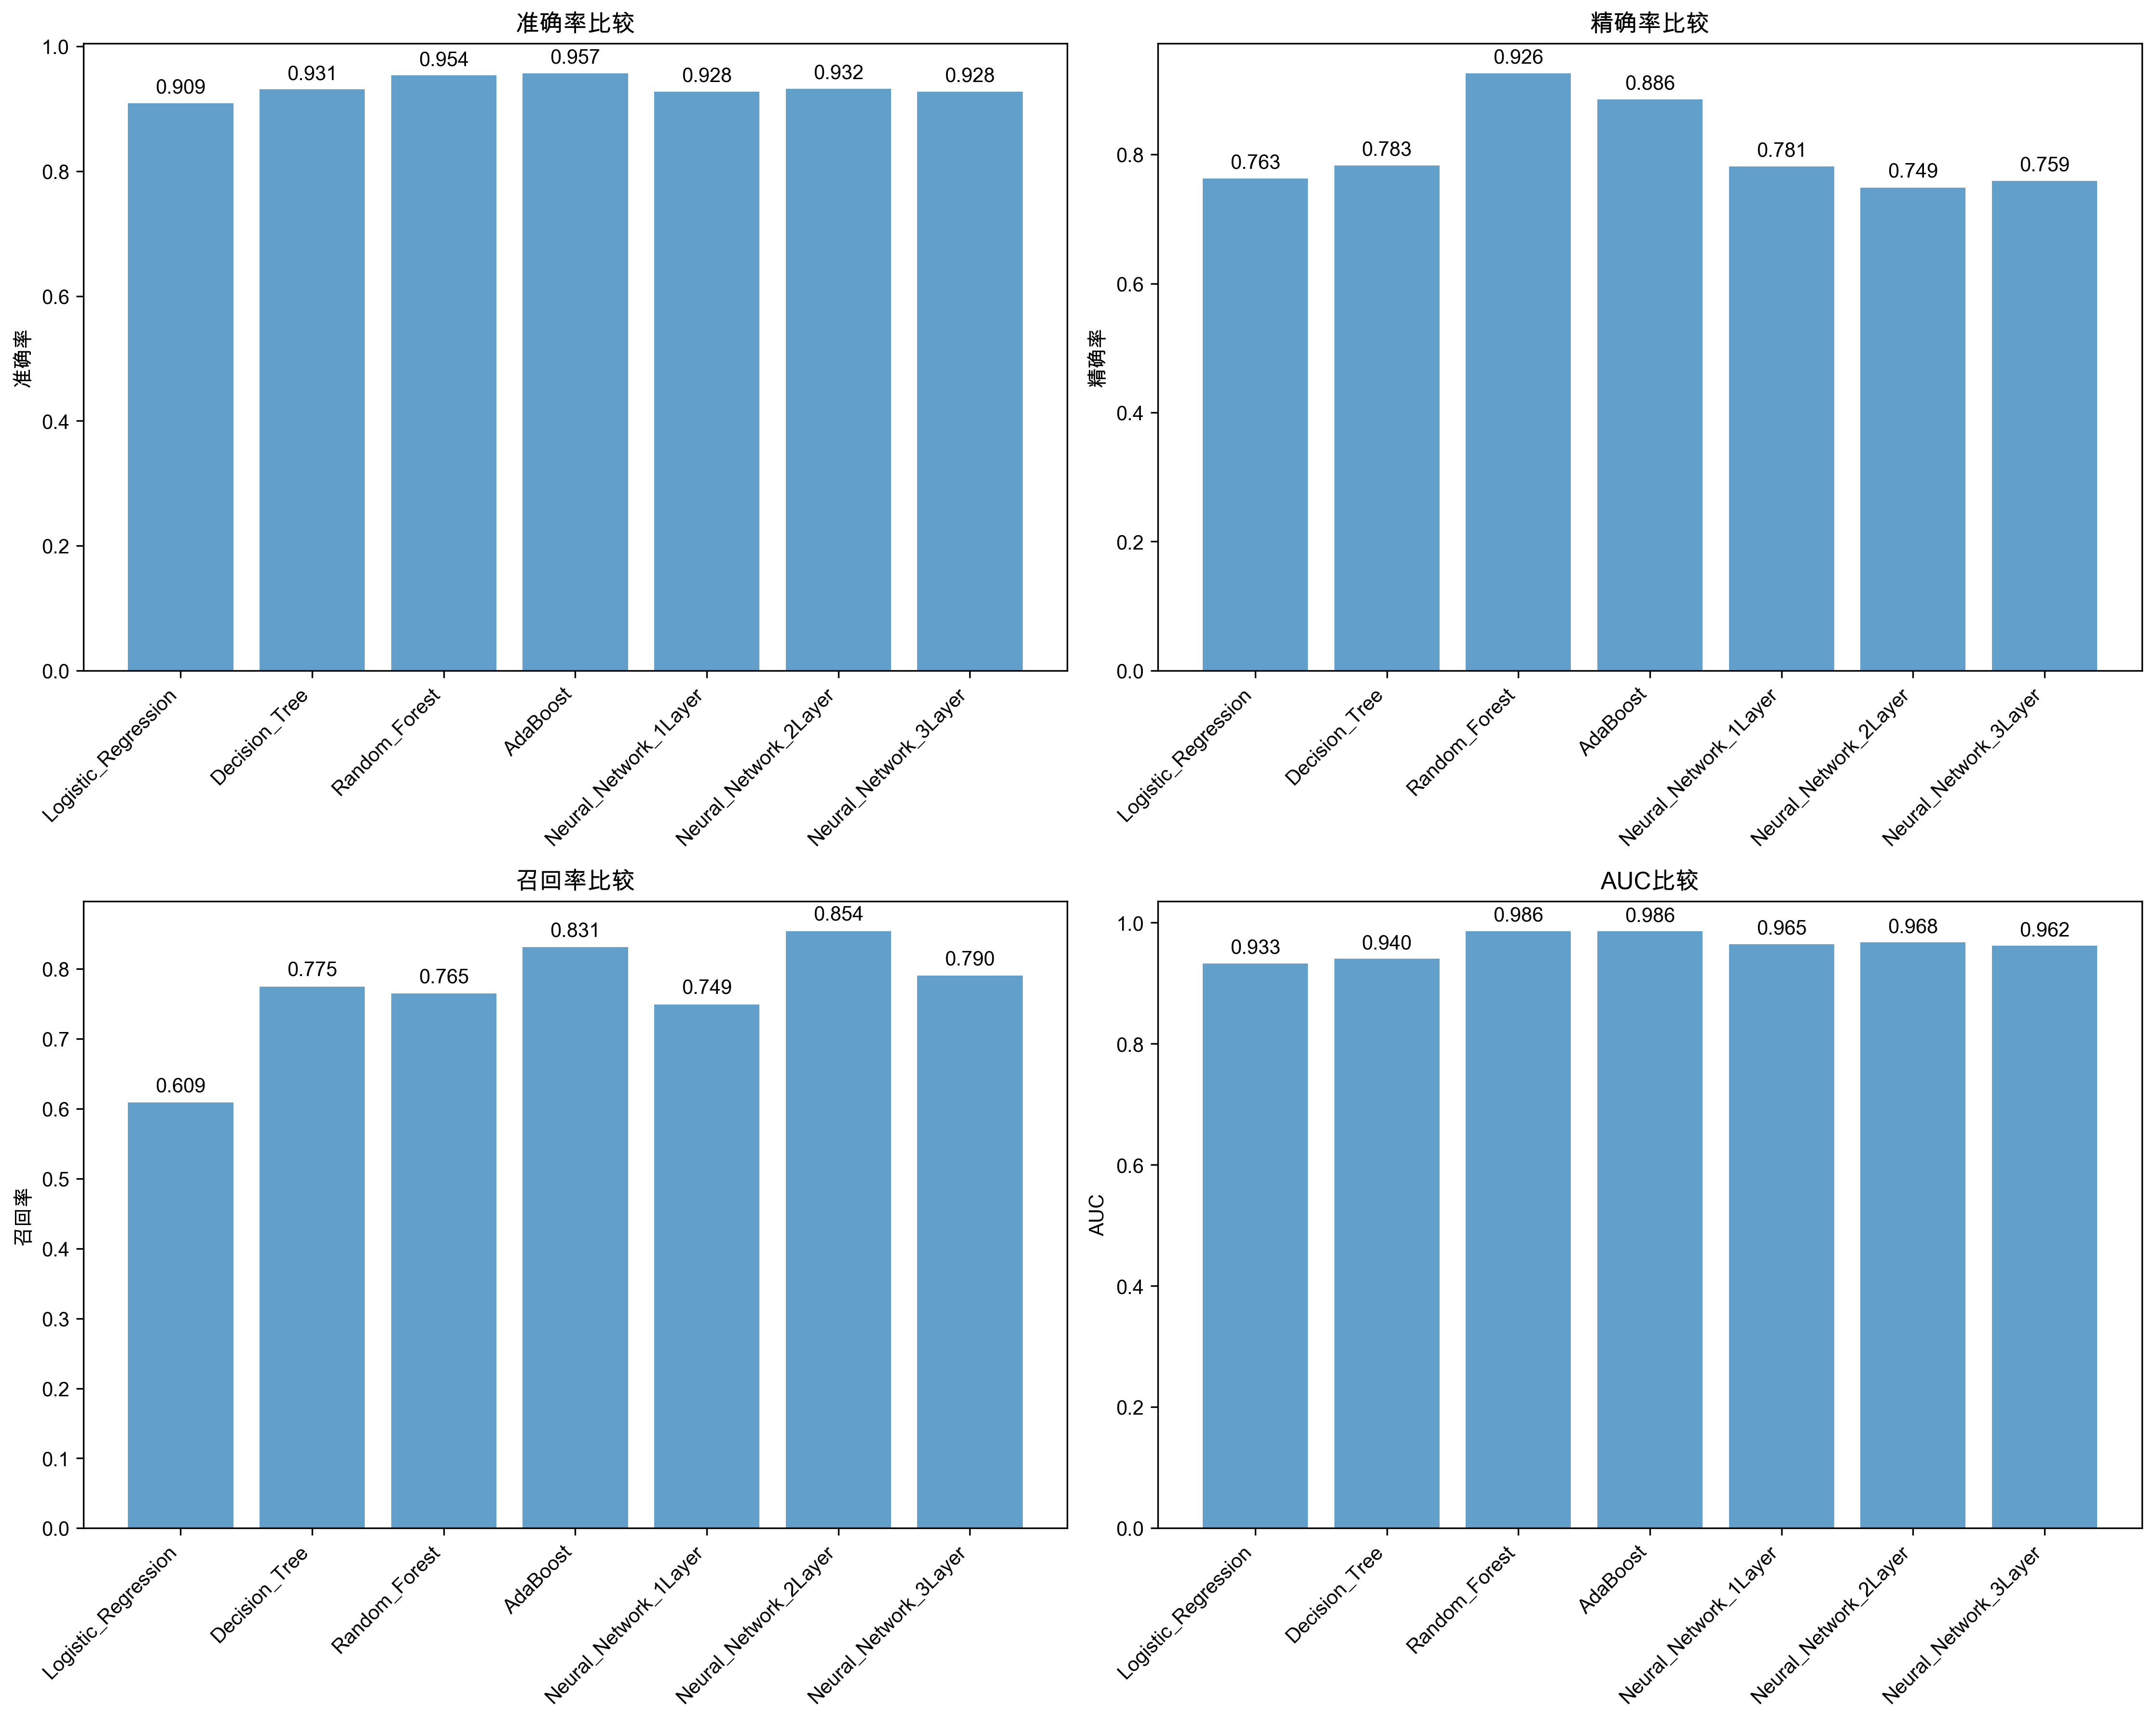 准确率比较
准确率
1.0
0.8
0.6
0.4
0.2
0.0
0.909
0.931
0.954
0.957
0.928
0.932
0.928
Logistic_Regression
Decision_Tree
Random_Forest
AdaBoost
Neural_Network_1Layer
Neural_Network_2Layer
Neural_Network_3Layer
精确率比较
精确率
0.8
0.6
0.4
0.2
0.0
0.763
0.783
0.926
0.886
0.781
0.749
0.759
Logistic_Regression
Decision_Tree
Random_Forest
AdaBoost
Neural_Network_1Layer
Neural_Network_2Layer
Neural_Network_3Layer
召回率比较
召回率
0.8
0.7
0.6
0.5
0.4
0.3
0.2
0.1
0.0
0.609
0.775
0.765
0.831
0.749
0.854
0.790
Logistic_Regression
Decision_Tree
Random_Forest
AdaBoost
Neural_Network_1Layer
Neural_Network_2Layer
Neural_Network_3Layer
AUC比较
AUC
1.0
0.8
0.6
0.4
0.2
0.0
0.933
0.940
0.986
0.986
0.965
0.968
0.962
Logistic_Regression
Decision_Tree
Random_Forest
AdaBoost
Neural_Network_1Layer
Neural_Network_2Layer
Neural_Network_3Layer